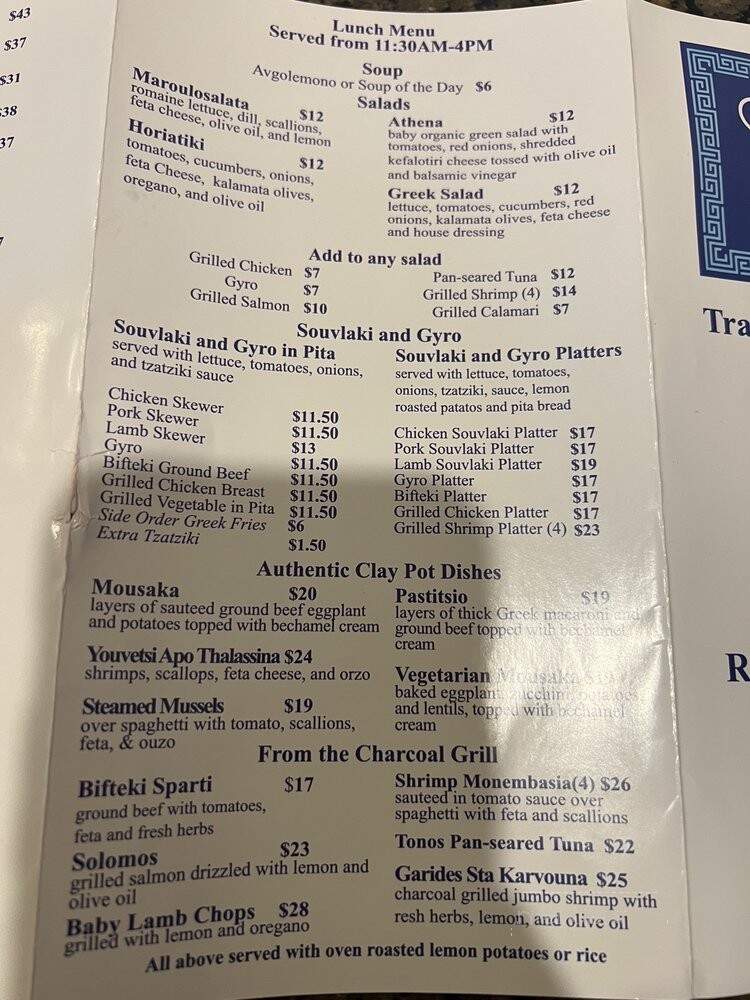 $43
$37
$31
38
37
Lunch Menu
Served from 11:30AM-4PM
Soup
Avgolemono or Soup of the Day $6
Salads
Maroulosalata $12
romaine lettuce, dill, scallions,
feta cheese, olive oil, and lemon
Horiatiki $12
tomatoes, cucumbers, onions,
feta Cheese, kalamata olives,
oregano, and olive oil
Athena $12
baby organic green salad with
tomatoes, red onions, shredded
kefalotiri cheese tossed with olive oil
and balsamic vinegar
Greek Salad $12
lettuce, tomatoes, cucumbers, red
onions, kalamata olives, feta cheese
and house dressing
Add to any salad
Grilled Chicken $7
Gyro $7
Grilled Salmon $10
Pan-seared Tuna $12
Grilled Shrimp (4) $14
Grilled Calamari $7
Souvlaki and Gyro
Souvlaki and Gyro in Pita
served with lettuce, tomatoes, onions,
and tzatziki sauce
Chicken Skewer $11.50
Pork Skewer $11.50
Lamb Skewer $13
Gyro $11.50
Bifteki Ground Beef $11.50
Grilled Chicken Breast $11.50
Grilled Vegetable in Pita $11.50
Side Order Greek Fries $6
Extra Tzatziki $1.50
Souvlaki and Gyro Platters
served with lettuce, tomatoes,
onions, tzatziki, sauce, lemon
roasted patatos and pita bread
Chicken Souvlaki Platter $17
Pork Souvlaki Platter $17
Lamb Souvlaki Platter $19
Gyro Platter $17
Bifteki Platter $17
Grilled Chicken Platter $17
Grilled Shrimp Platter (4) $23
Authentic Clay Pot Dishes
Mousaka $20
layers of sauteed ground beef eggplant
and potatoes topped with bechamel cream
Youvetsi Apo Thalassina $24
shrimps, scallops, feta cheese, and orzo
Steamed Mussels $19
over spaghetti with tomato, scallions,
feta, & ouzo
Pastitsio $19
layers of thick Greek macaroni and
ground beef topped with bechamel
cream
Vegetarian Mousaka $19
baked eggplant, zucchini, potatoes,
and lentils, topped with bechamel
cream
From the Charcoal Grill
Bifteki Sparti $17
ground beef with tomatoes,
feta and fresh herbs
Solomos $23
grilled salmon drizzled with lemon and
olive oil
Baby Lamb Chops $28
grilled with lemon and oregano
Shrimp Monembasia(4) $26
sauteed in tomato sauce over
spaghetti with feta and scallions
Tonos Pan-seared Tuna $22
Garides Sta Karvouna $25
charcoal grilled jumbo shrimp with
resh herbs, lemon, and olive oil
All above served with oven roasted lemon potatoes or rice
Tra
R